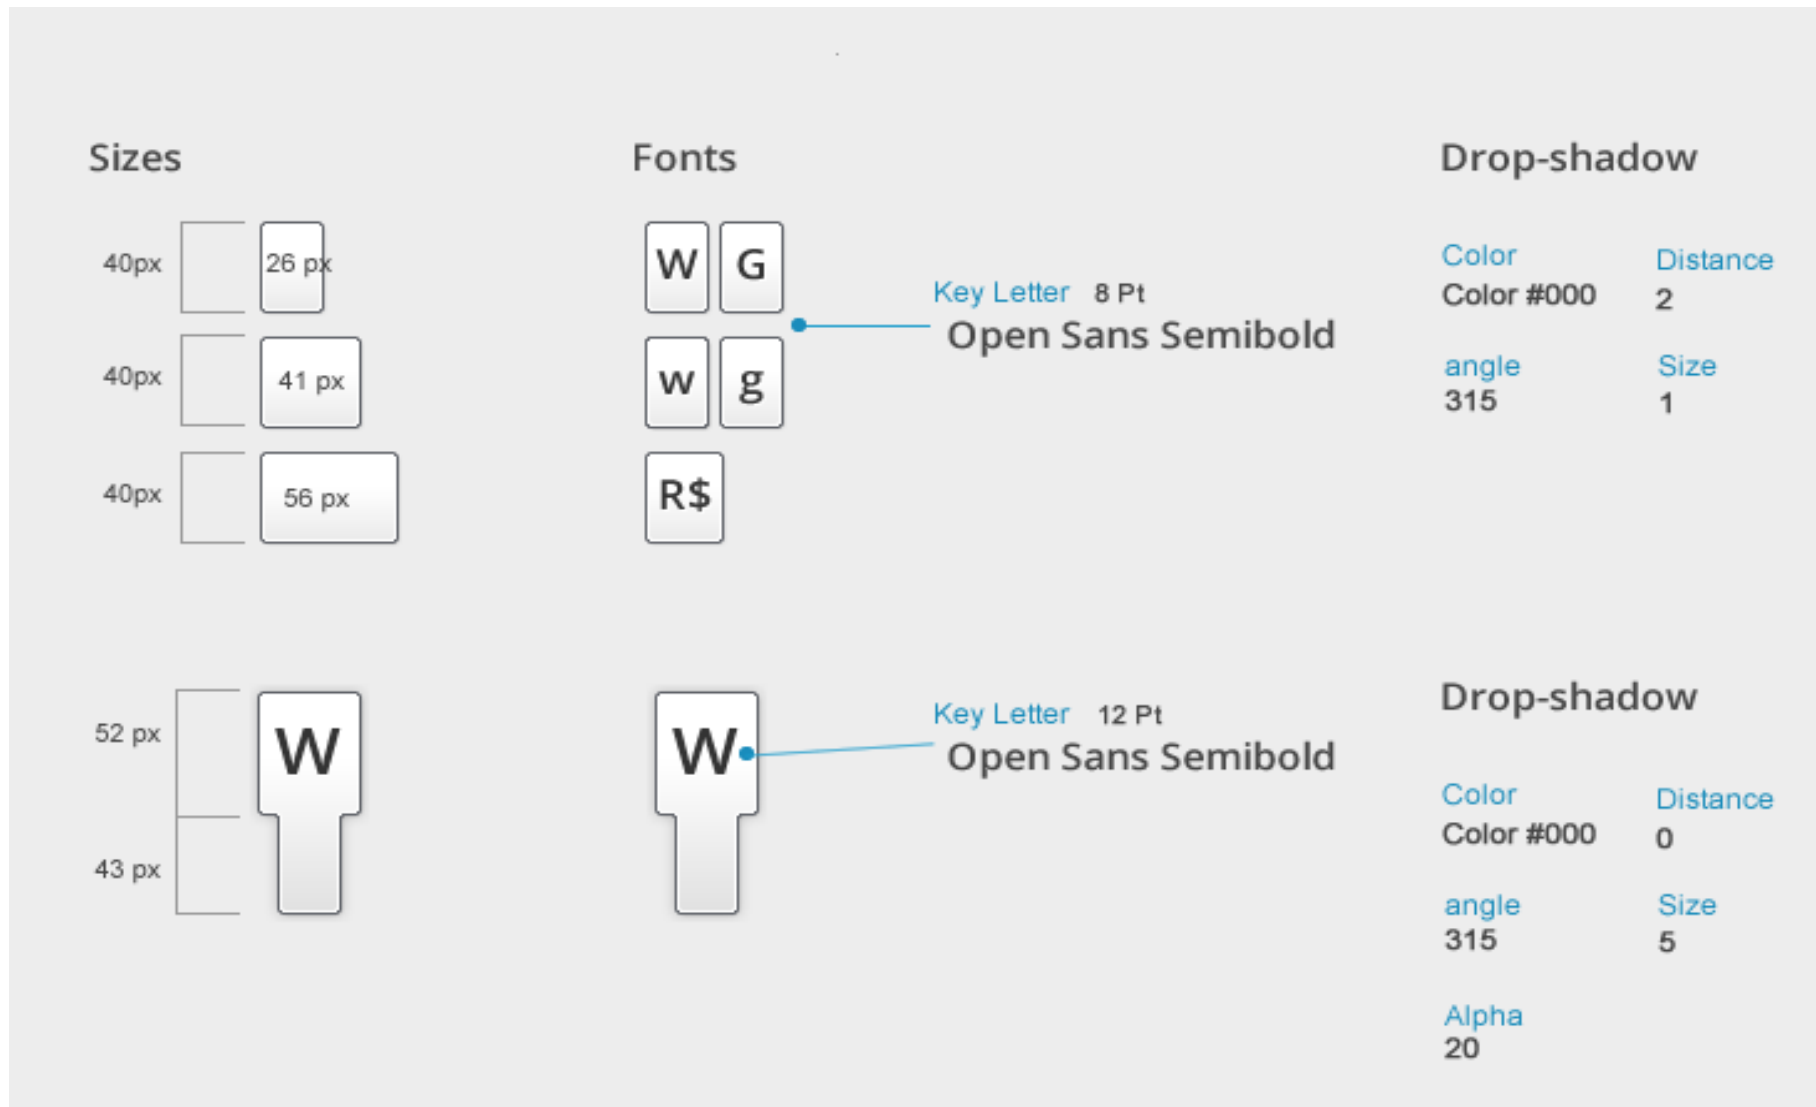 Sizes
Fonts
Drop-shadow
40px
26 px
W
G
Key Letter 8 Pt
Open Sans Semibold
Color
Distance
Color #000
2
40px
41 px
w
g
angle
Size
315
1
40px
56 px
R$
52 px
W
43 px
W
Key Letter 12 Pt
Open Sans Semibold
Drop-shadow
Color
Distance
Color #000
0
angle
Size
315
5
Alpha
20